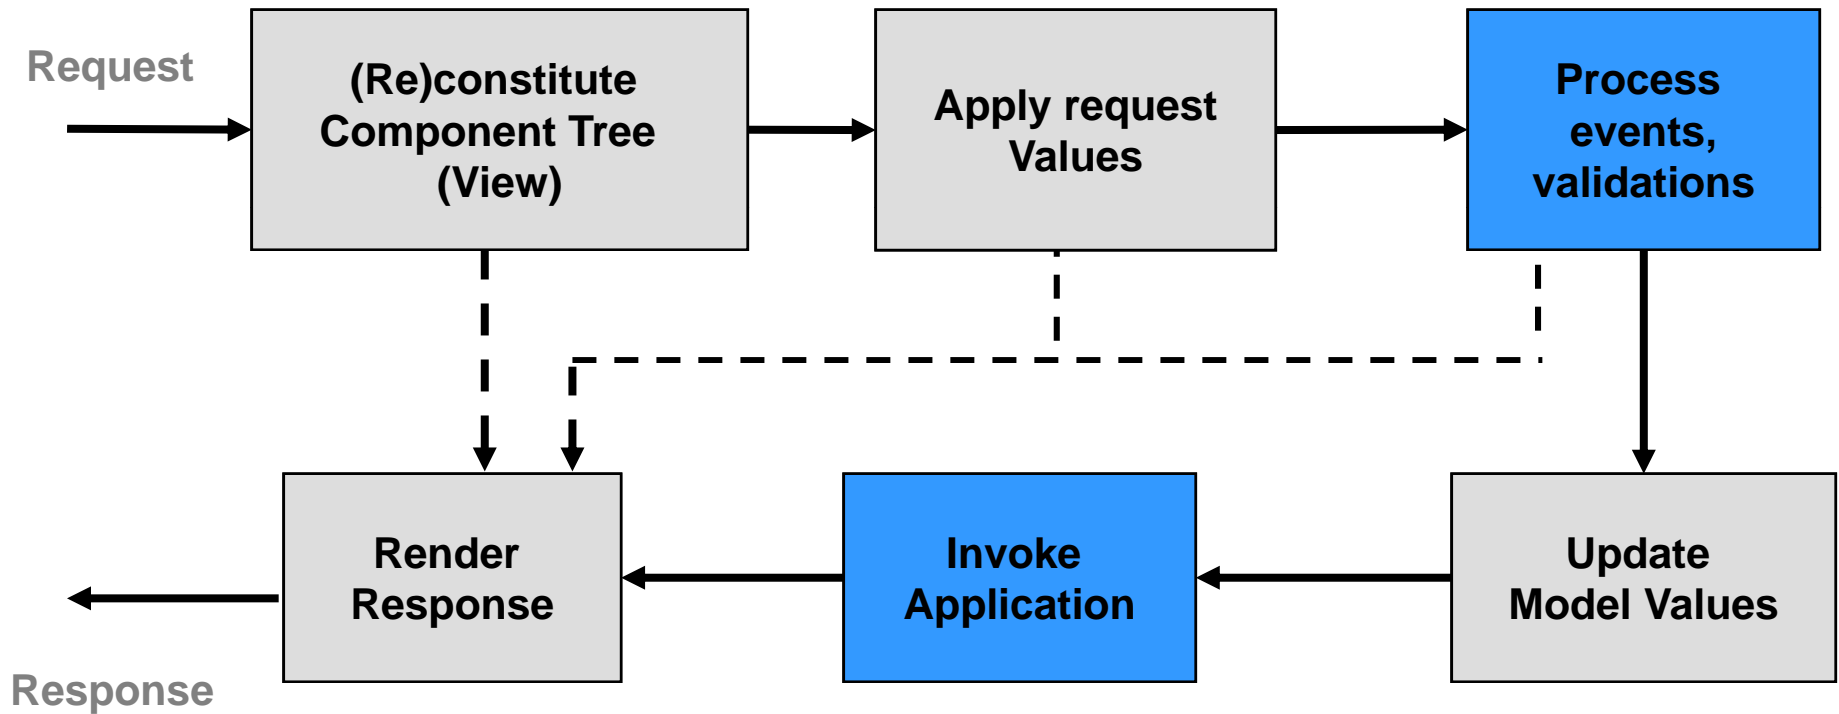 Request
(Re)constitute
Component Tree
(View)
Apply request
Values
Process
events,
validations
Render
Response
Invoke
Application
Update
Model Values
Response